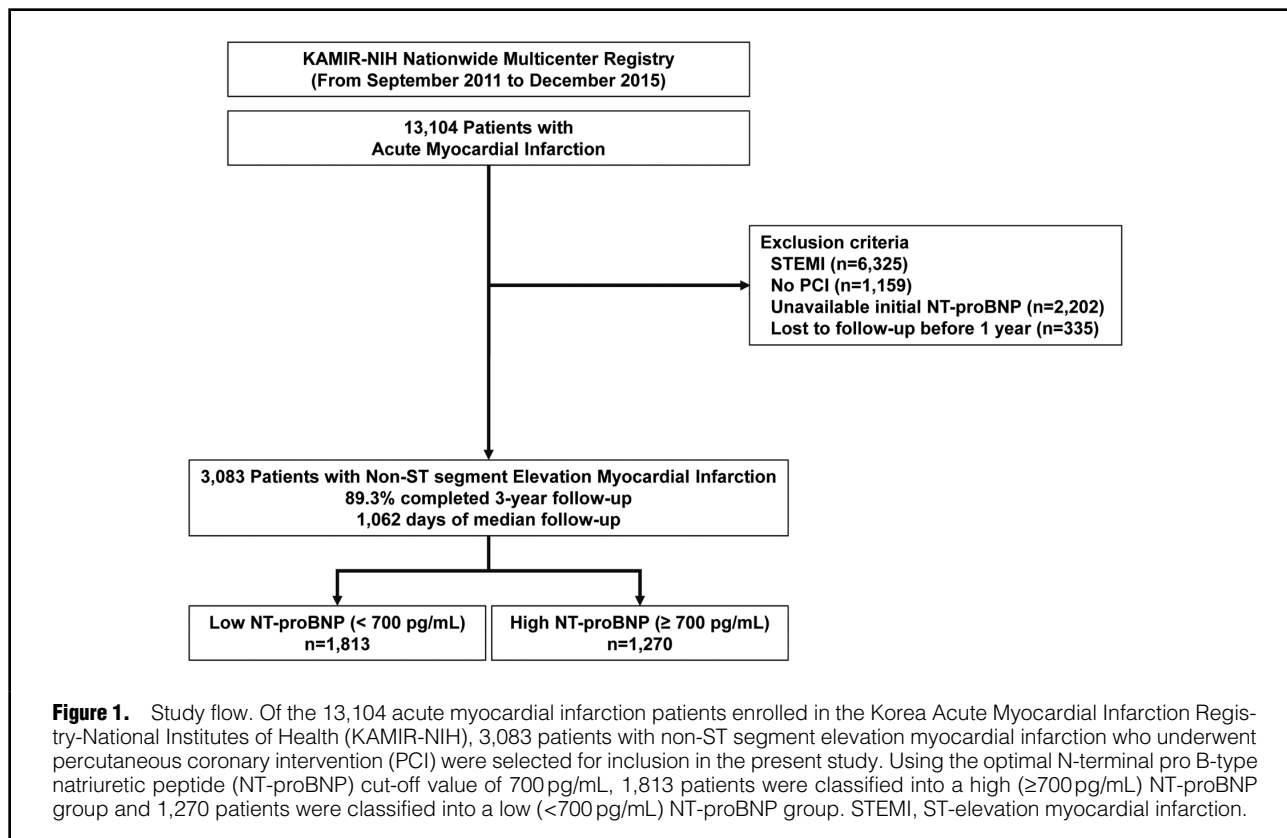 KAMIR-NIH Nationwide Multicenter Registry
(From September 2011 to December 2015)
13,104 Patients with
Acute Myocardial Infarction
Exclusion criteria
STEMI (n=6,325)
No PCI (n=1,159)
Unavailable initial NT-proBNP (n=2,202)
Lost to follow-up before 1 year (n=335)
3,083 Patients with Non-ST segment Elevation Myocardial Infarction
89.3% completed 3-year follow-up
1,062 days of median follow-up
Low NT-proBNP (< 700 pg/mL)
n=1,813
High NT-proBNP (≥ 700 pg/mL)
n=1,270
Figure 1. Study flow. Of the 13,104 acute myocardial infarction patients enrolled in the Korea Acute Myocardial Infarction Regis-
try-National Institutes of Health (KAMIR-NIH), 3,083 patients with non-ST segment elevation myocardial infarction who underwent
percutaneous coronary intervention (PCI) were selected for inclusion in the present study. Using the optimal N-terminal pro B-type
natriuretic peptide (NT-proBNP) cut-off value of 700 pg/mL, 1,813 patients were classified into a high (≥700 pg/mL) NT-proBNP
group and 1,270 patients were classified into a low (<700 pg/mL) NT-proBNP group. STEMI, ST-elevation myocardial infarction.